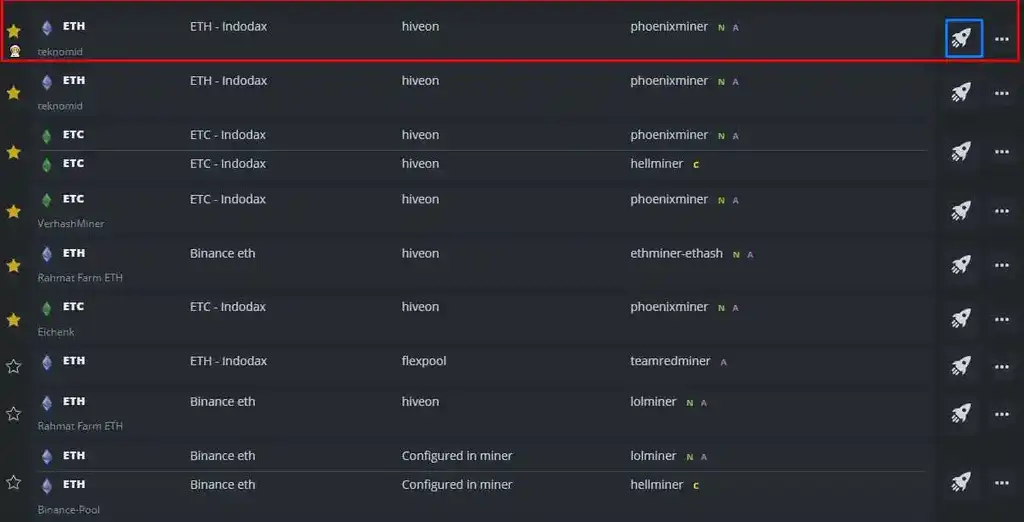 ETH ETH - Indodax hiveon phoenixminer N A
teknomid
ETH ETH - Indodax hiveon phoenixminer N A
teknomid
ETC ETC - Indodax hiveon phoenixminer N A
ETC ETC - Indodax hiveon hellminer C
ETC ETC - Indodax hiveon phoenixminer N A
VerhashMiner
ETH Binance eth hiveon ethminer-ethash N A
Rahmat Farm ETH
ETC ETC - Indodax hiveon phoenixminer N A
Eichenk
ETH ETH - Indodax flexpool teamredminer A
ETH Binance eth hiveon lolminer N A
Rahmat Farm ETH
ETH Binance eth Configured in miner lolminer N A
ETH Binance eth Configured in miner hellminer C
Binance-Pool